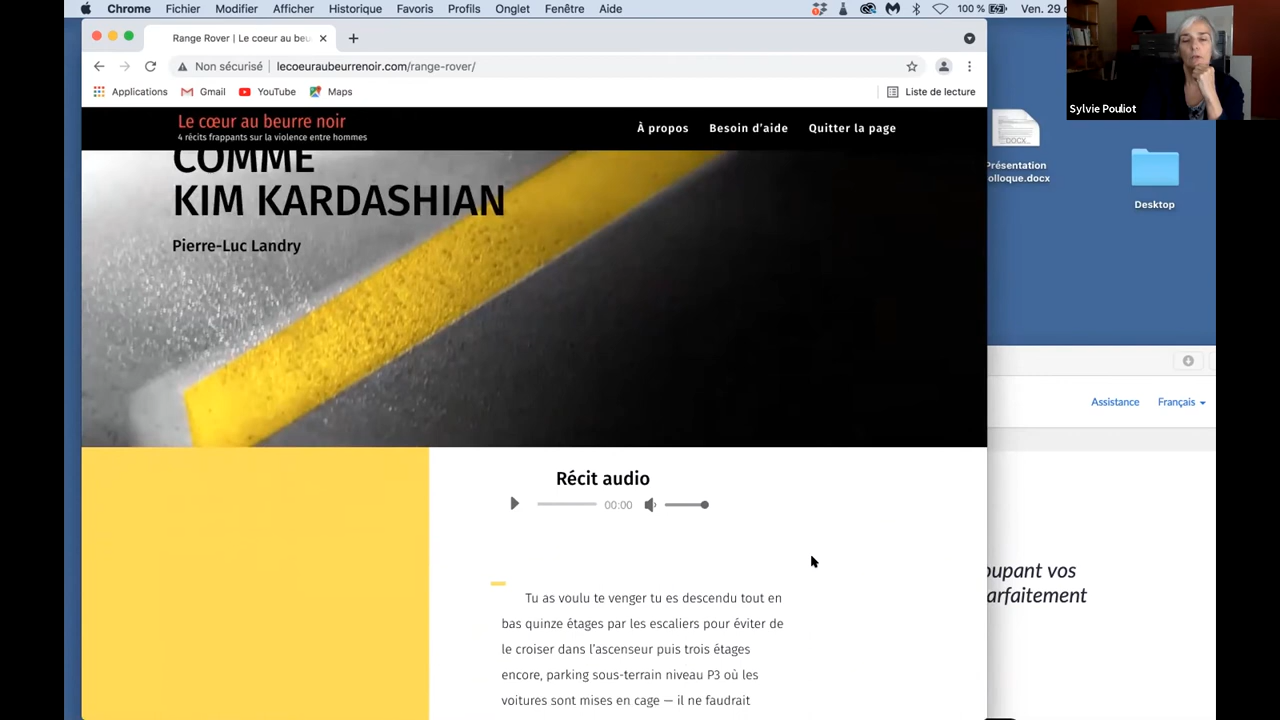 Chrome Fichier Modifier Afficher Historique Favoris Profils Onglet Fenêtre Aide
100 % Ven. 29
Range Rover | Le coeur au beu
Non sécurisé lecoeuraubeurrenoir.com/range-rover/
Applications Gmail YouTube Maps Liste de lecture
Le cœur au beurre noir
4 récits frappants sur la violence entre hommes
À propos Besoin d'aide Quitter la page
COMME
KIM KARDASHIAN
Pierre-Luc Landry
Récit audio
00:00
Tu as voulu te venger tu es descendu tout en
bas quinze étages par les escaliers pour éviter de
le croiser dans l'ascenseur puis trois étages
encore, parking sous-terrain niveau P3 où les
voitures sont mises en cage — il ne faudrait
Sylvie Pouliot
DOCX
Présentation
olloque.docx
Desktop
Assistance Français
oupant vos
arfaitement